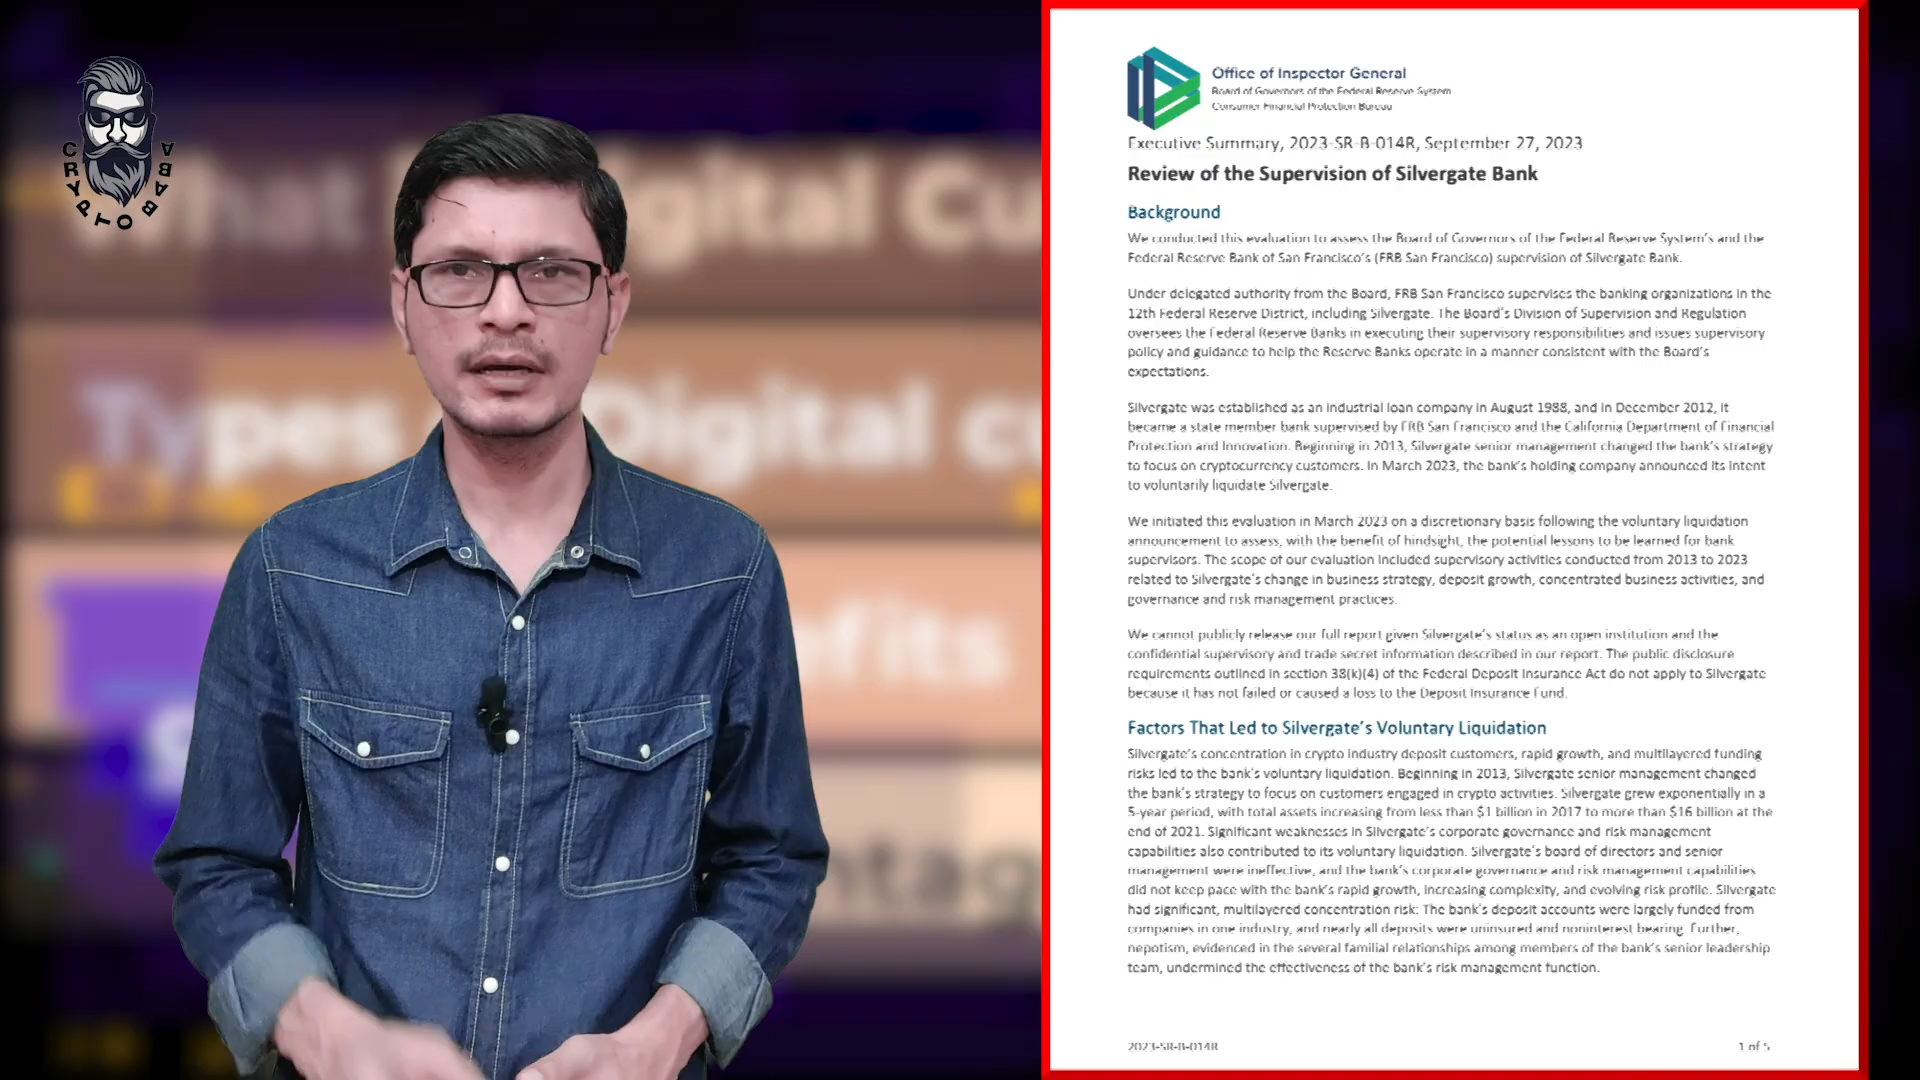 CRYPTO BABA
What Digital Cu
Types Digital cu
efits
ntag
Office of Inspector General
Board of Governors of the Federal Reserve System
Consumer Financial Protection Bureau
Executive Summary, 2023-SR-B-014R, September 27, 2023
Review of the Supervision of Silvergate Bank
Background
We conducted this evaluation to assess the Board of Governors of the Federal Reserve System's and the
Federal Reserve Bank of San Francisco's (FRB San Francisco) supervision of Silvergate Bank.
Under delegated authority from the Board, FRB San Francisco supervises the banking organizations in the
12th Federal Reserve District, including Silvergate. The Board's Division of Supervision and Regulation
oversees the Federal Reserve Banks in executing their supervisory responsibilities and issues supervisory
policy and guidance to help the Reserve Banks operate in a manner consistent with the Board's
expectations.
Silvergate was established as an industrial loan company in August 1988, and in December 2012, it
became a state member bank supervised by FRB San Francisco and the California Department of Financial
Protection and Innovation. Beginning in 2013, Silvergate senior management changed the bank's strategy
to focus on cryptocurrency customers. In March 2023, the bank's holding company announced its intent
to voluntarily liquidate Silvergate.
We initiated this evaluation in March 2023 on a discretionary basis following the voluntary liquidation
announcement to assess, with the benefit of hindsight, the potential lessons to be learned for bank
supervisors. The scope of our evaluation included supervisory activities conducted from 2013 to 2023
related to Silvergate's change in business strategy, deposit growth, concentrated business activities, and
governance and risk management practices.
We cannot publicly release our full report given Silvergate's status as an open institution and the
confidential supervisory and trade secret information described in our report. The public disclosure
requirements outlined in section 38(k)(4) of the Federal Deposit Insurance Act do not apply to Silvergate
because it has not failed or caused a loss to the Deposit Insurance Fund.
Factors That Led to Silvergate's Voluntary Liquidation
Silvergate's concentration in crypto industry deposit customers, rapid growth, and multilayered funding
risks led to the bank's voluntary liquidation. Beginning in 2013, Silvergate senior management changed
the bank's strategy to focus on customers engaged in crypto activities. Silvergate grew exponentially in a
5-year period, with total assets increasing from less than $1 billion in 2017 to more than $16 billion at the
end of 2021. Significant weaknesses in Silvergate's corporate governance and risk management
capabilities also contributed to its voluntary liquidation. Silvergate's board of directors and senior
management were ineffective, and the bank's corporate governance and risk management capabilities
did not keep pace with the bank's rapid growth, increasing complexity, and evolving risk profile. Silvergate
had significant, multilayered concentration risk: The bank's deposit accounts were largely funded from
companies in one industry, and nearly all deposits were uninsured and noninterest bearing. Further,
nepotism, evidenced in the several familial relationships among members of the bank's senior leadership
team, undermined the effectiveness of the bank's risk management function.
2023-SR-B-014R
1 of 5